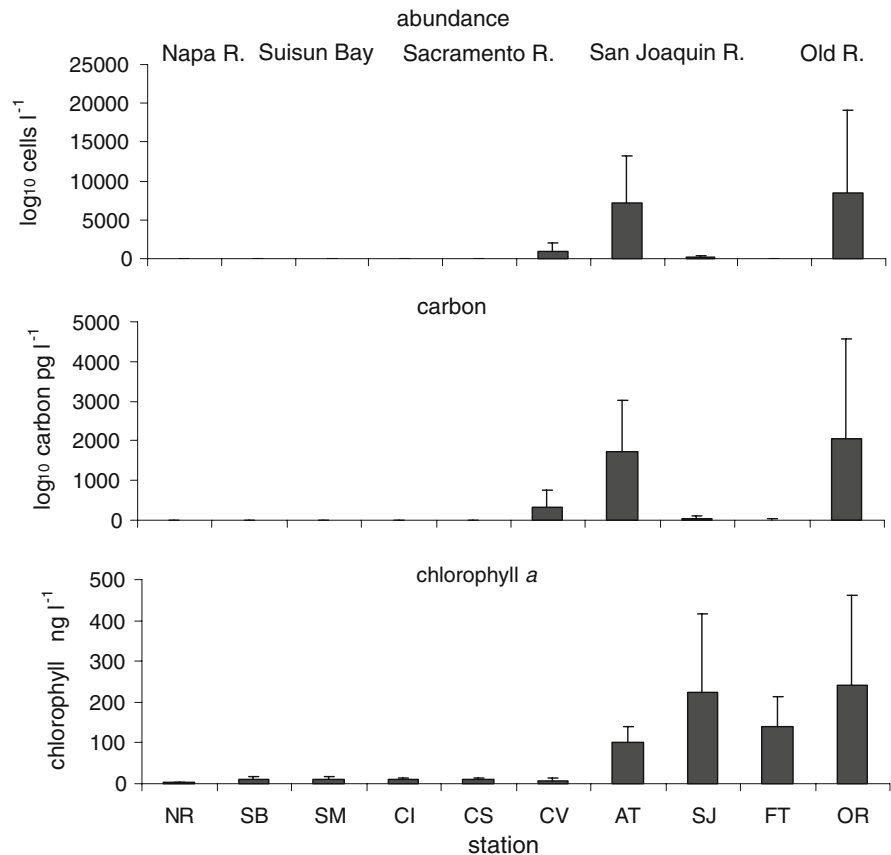 abundance
Napa R. Suisun Bay Sacramento R. San Joaquin R. Old R.
25000
20000
15000
10000
5000
0
log10 cells l-1
carbon
5000
4000
3000
2000
1000
0
log10 carbon pg l-1
chlorophyll a
500
400
300
200
100
0
chlorophyll ng l-1
NR SB SM CI CS CV AT SJ FT OR
station